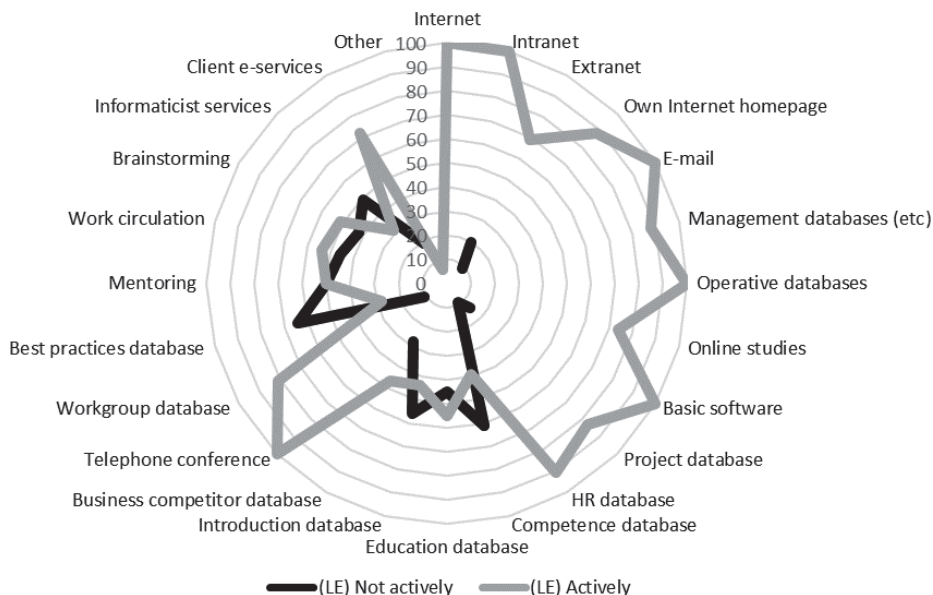 Internet
Other
100
Intranet
Client e-services
90
Extranet
80
Informaticist services
70
Own Internet homepage
60
Brainstorming
50
E-mail
40
Work circulation
30
Management databases (etc)
20
10
Mentoring
0
Operative databases
Best practices database
Online studies
Workgroup database
Basic software
Telephone conference
Project database
Business competitor database
HR database
Introduction database
Competence database
Education database
(LE) Not actively
(LE) Actively